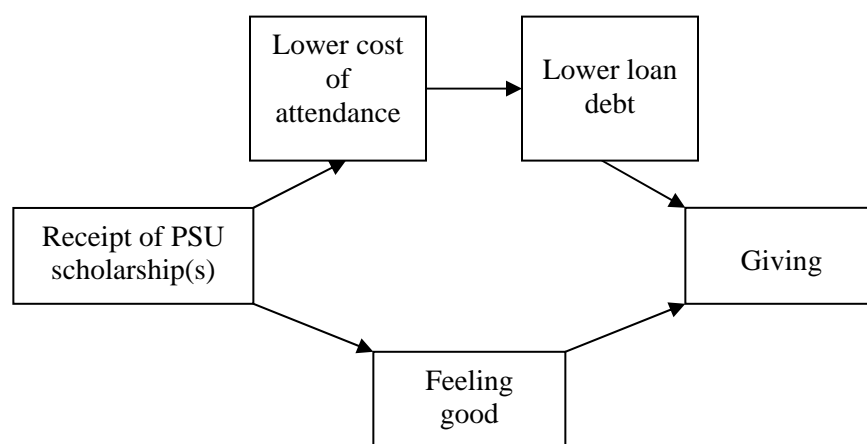 Lower cost
of
attendance
Lower loan
debt
Receipt of PSU
scholarship(s)
Giving
Feeling
good